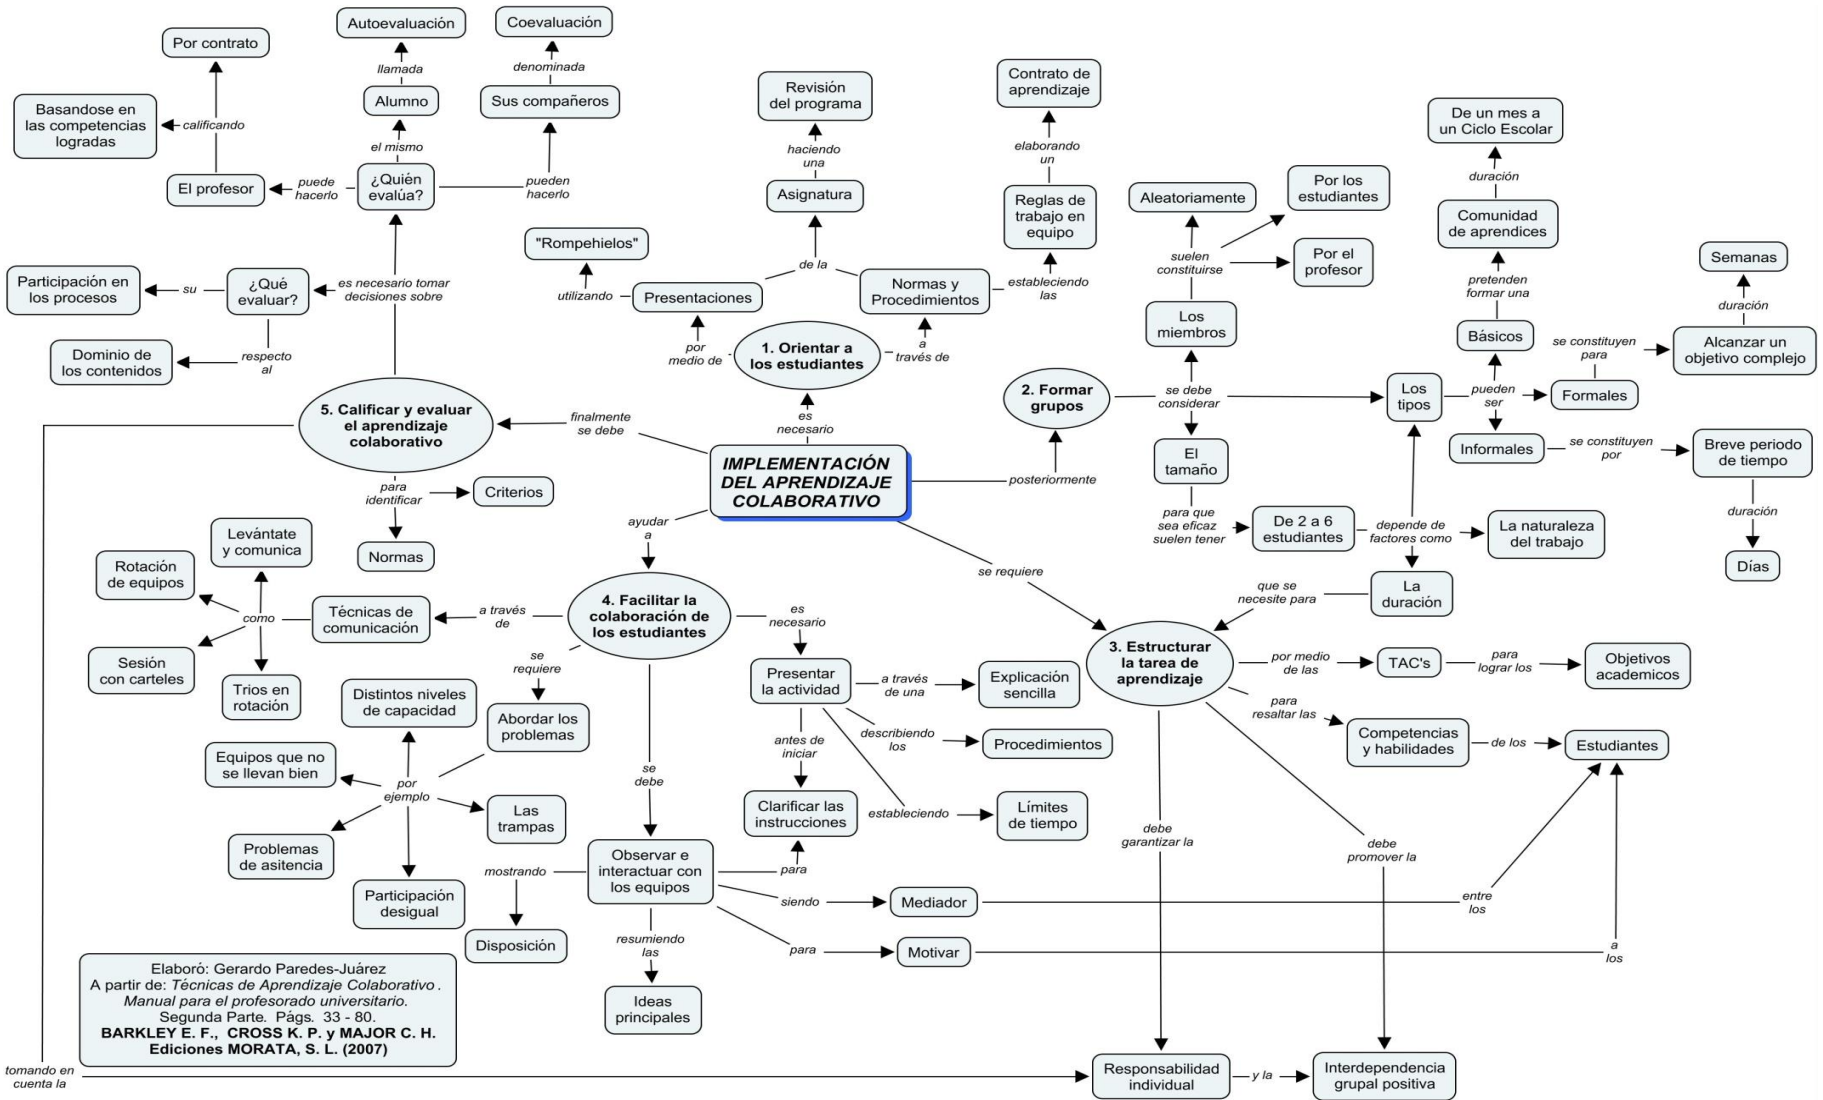 Autoevaluación
Coevaluación
Por contrato
llamada
denominada
Alumno
Sus compañeros
Basandose en
las competencias
logradas
calificando
el mismo
El profesor
puede
hacerlo
¿Quién
evalúa?
pueden
hacerlo
Participación en
los procesos
su
¿Qué
evaluar?
es necesario tomar
decisiones sobre
Dominio de
los contenidos
respecto
al
5. Calificar y evaluar
el aprendizaje
colaborativo
finalmente
se debe
para
identificar
Criterios
Normas
Revisión
del programa
haciendo
una
Asignatura
de la
Contrato de
aprendizaje
elaborando
un
Reglas de
trabajo en
equipo
estableciendo
las
"Rompehielos"
utilizando
Presentaciones
Normas y
Procedimientos
por
medio de
1. Orientar a
los estudiantes
a
través de
es
necesario
IMPLEMENTACIÓN
DEL APRENDIZAJE
COLABORATIVO
posteriormente
2. Formar
grupos
se debe
considerar
Los
miembros
suelen
constituirse
Aleatoriamente
Por los
estudiantes
Por el
profesor
El
tamaño
para que
sea eficaz
suelen tener
De 2 a 6
estudiantes
depende de
factores como
La naturaleza
del trabajo
La
duración
que se
necesite para
Los
tipos
pueden
ser
Básicos
pretenden
formar una
Comunidad
de aprendices
duración
De un mes a
un Ciclo Escolar
Formales
se constituyen
para
Alcanzar un
objetivo complejo
duración
Semanas
Informales
se constituyen
por
Breve periodo
de tiempo
duración
Días
se requiere
3. Estructurar
la tarea de
aprendizaje
por medio
de las
TAC's
para
lograr los
Objetivos
academicos
para
resaltar las
Competencias
y habilidades
de los
Estudiantes
debe
garantizar la
debe
promover la
ayudar
a
4. Facilitar la
colaboración de
los estudiantes
a través
de
Técnicas de
comunicación
como
Levántate
y comunica
Rotación
de equipos
Sesión
con carteles
Trios en
rotación
se
requiere
Abordar los
problemas
por
ejemplo
Distintos niveles
de capacidad
Equipos que no
se llevan bien
Problemas
de asitencia
Participación
desigual
Las
trampas
es
necesario
Presentar
la actividad
a través
de una
Explicación
sencilla
describiendo
los
Procedimientos
estableciendo
Límites
de tiempo
antes de
iniciar
Clarificar las
instrucciones
se
debe
Observar e
interactuar con
los equipos
para
mostrando
Disposición
resumiendo
las
Ideas
principales
siendo
Mediador
entre
los
para
Motivar
a
los
Elaboró: Gerardo Paredes-Juárez
A partir de: Técnicas de Aprendizaje Colaborativo .
Manual para el profesorado universitario.
Segunda Parte. Págs. 33 - 80.
BARKLEY E. F., CROSS K. P. y MAJOR C. H.
Ediciones MORATA, S. L. (2007)
tomando en
cuenta la
Responsabilidad
individual
y la
Interdependencia
grupal positiva